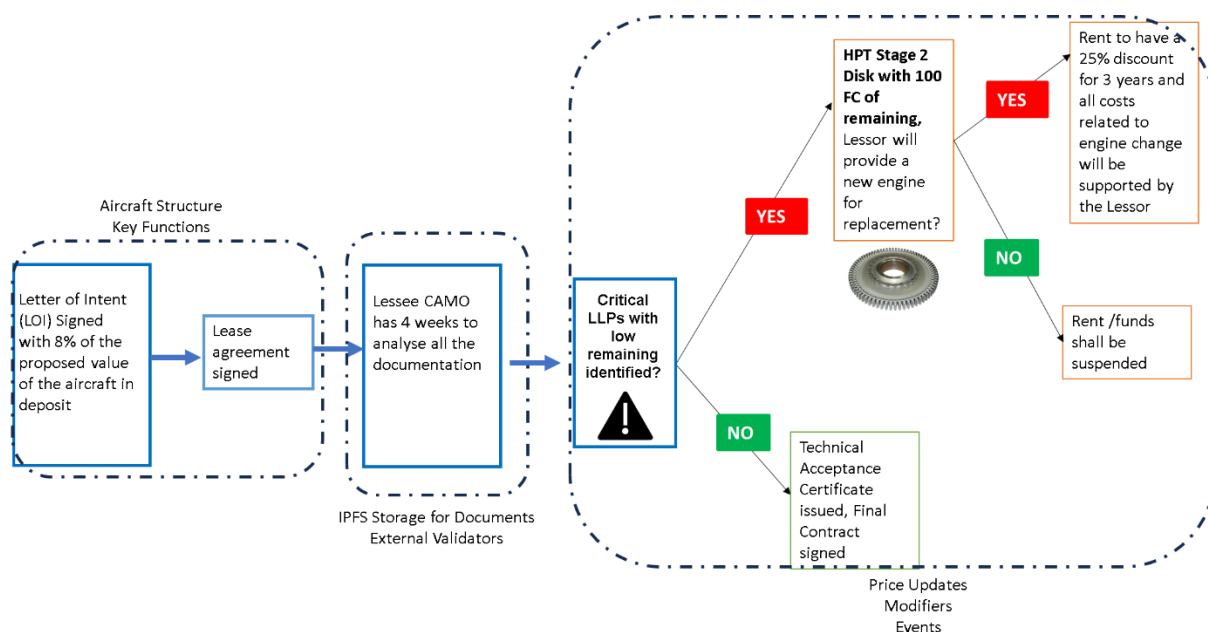 Aircraft Structure
Key Functions
Letter of Intent
(LOI) Signed
with 8% of the
proposed value
of the aircraft in
deposit
Lease
agreement
signed
Lessee CAMO
has 4 weeks to
analyse all the
documentation
IPFS Storage for Documents
External Validators
Critical
LLPs with
low
remaining
identified?
YES
NO
HPT Stage 2
Disk with 100
FC of
remaining,
Lessor will
provide a
new engine
for
replacement?
YES
NO
Rent to have a
25% discount
for 3 years and
all costs
related to
engine change
will be
supported by
the Lessor
Rent /funds
shall be
suspended
Technical
Acceptance
Certificate
issued, Final
Contract
signed
Price Updates
Modifiers
Events